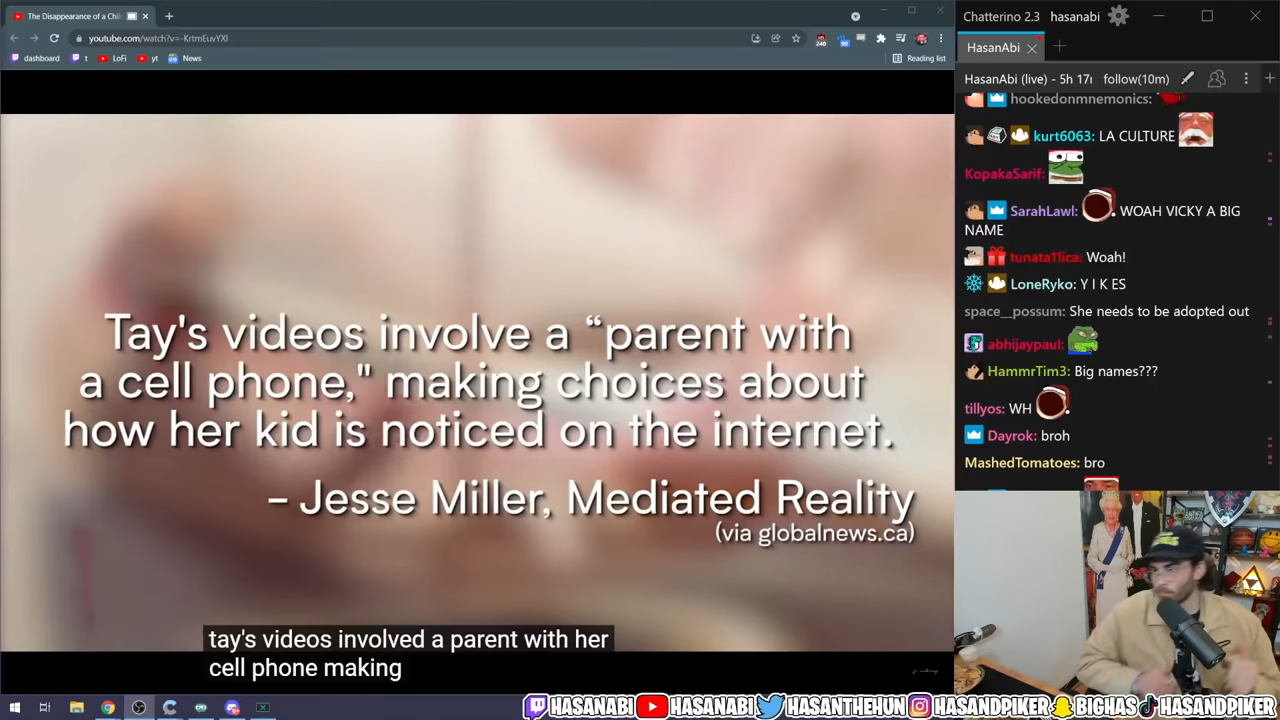 The Disappearance of a Chil
youtube.com/watch?v=-KrtmEuvYXI
240
90
dashboard
t
LoFi
yt
News
Reading list
Tay's videos involve a “parent with
a cell phone," making choices about
how her kid is noticed on the internet.
– Jesse Miller, Mediated Reality
(via globalnews.ca)
tay's videos involved a parent with her
cell phone making
Chatterino 2.3
hasanabi
HasanAbi
HasanAbi (live) - 5h 17m
follow(10m)
hookedonmnemonics:
kurt6063: LA CULTURE
KopakaSarif:
SarahLawl: WOAH VICKY A BIG
NAME
tunata11ica: Woah!
LoneRyko: Y I K ES
space__possum: She needs to be adopted out
abhijaypaul:
HammrTim3: Big names???
tillyos: WH
Dayrok: broh
MashedTomatoes: bro
HASANABI
HASANABI
HASANTHEHUN
HASANDPIKER
BIGHAS
HASANDPIKER